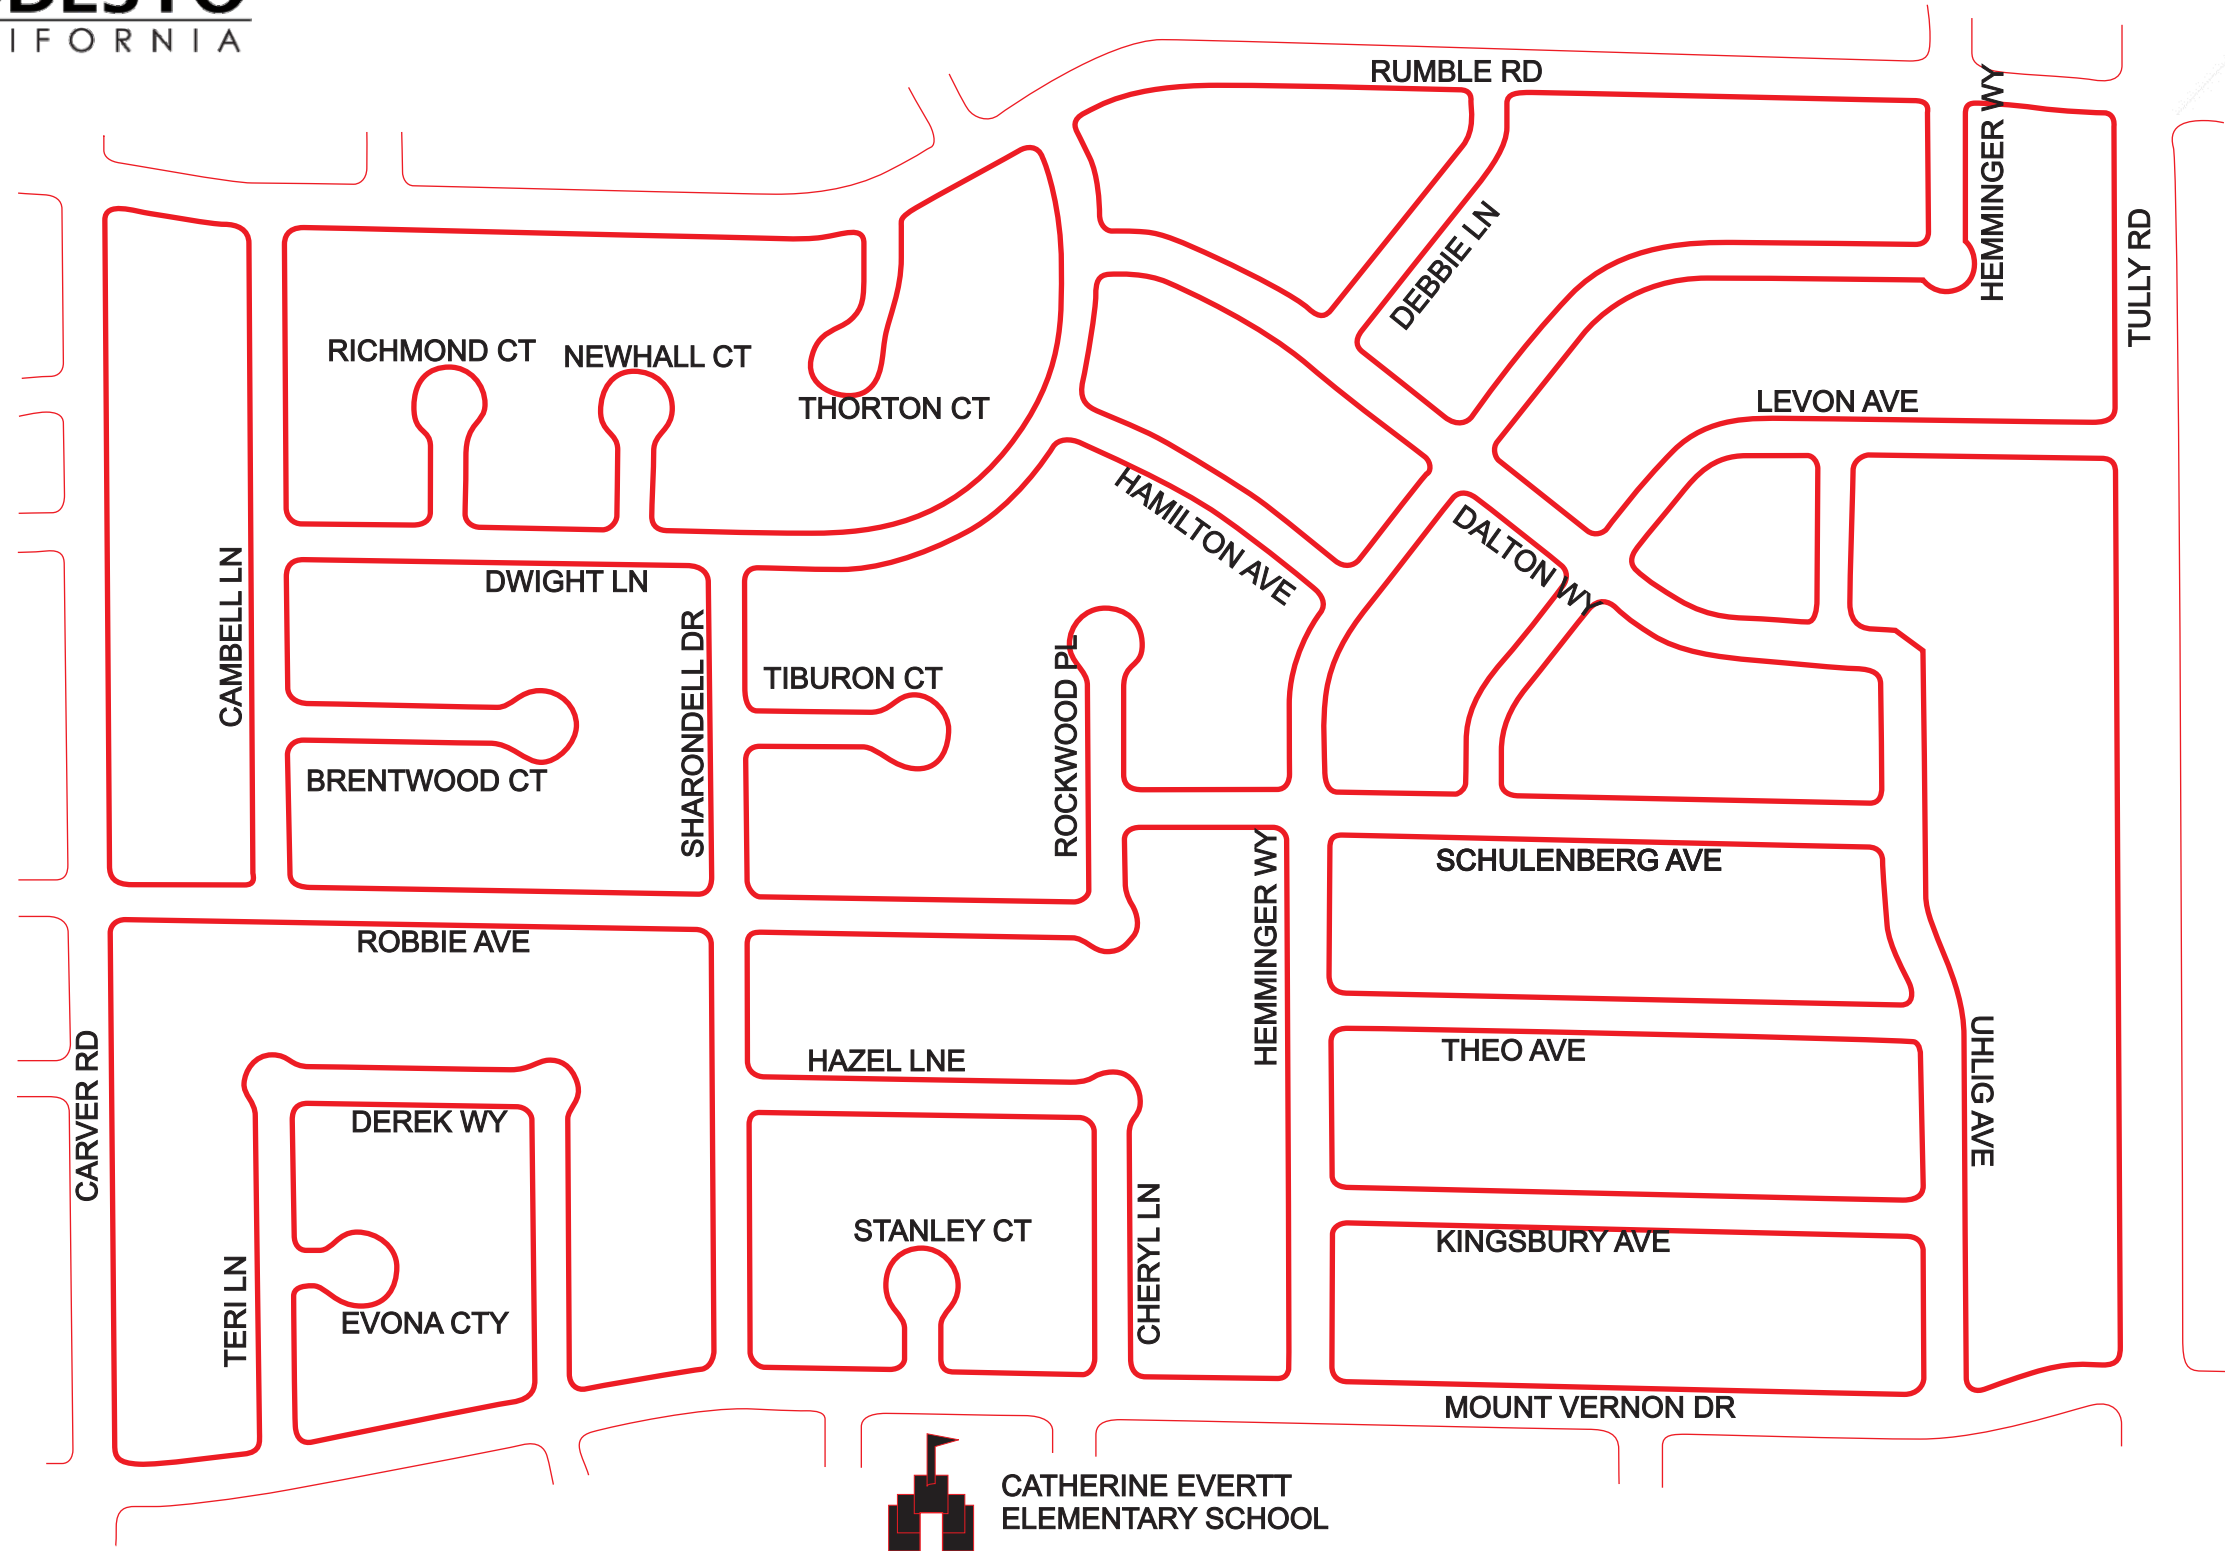 CALIFORNIA
RUMBLE RD
HEMMINGER WY
TULLY RD
DEBBIE LN
RICHMOND CT
NEWHALL CT
THORTON CT
LEVON AVE
HAMILTON AVE
DALTON WY
CAMBELL LN
DWIGHT LN
SHARONDELL DR
TIBURON CT
ROCKWOOD PL
BRENTWOOD CT
SCHULENBERG AVE
HEMMINGER WY
ROBBIE AVE
CARVER RD
HAZEL LNE
THEO AVE
UHLIG AVE
DEREK WY
STANLEY CT
CHERYL LN
KINGSBURY AVE
TERI LN
EVONA CTY
MOUNT VERNON DR
CATHERINE EVERTT
ELEMENTARY SCHOOL